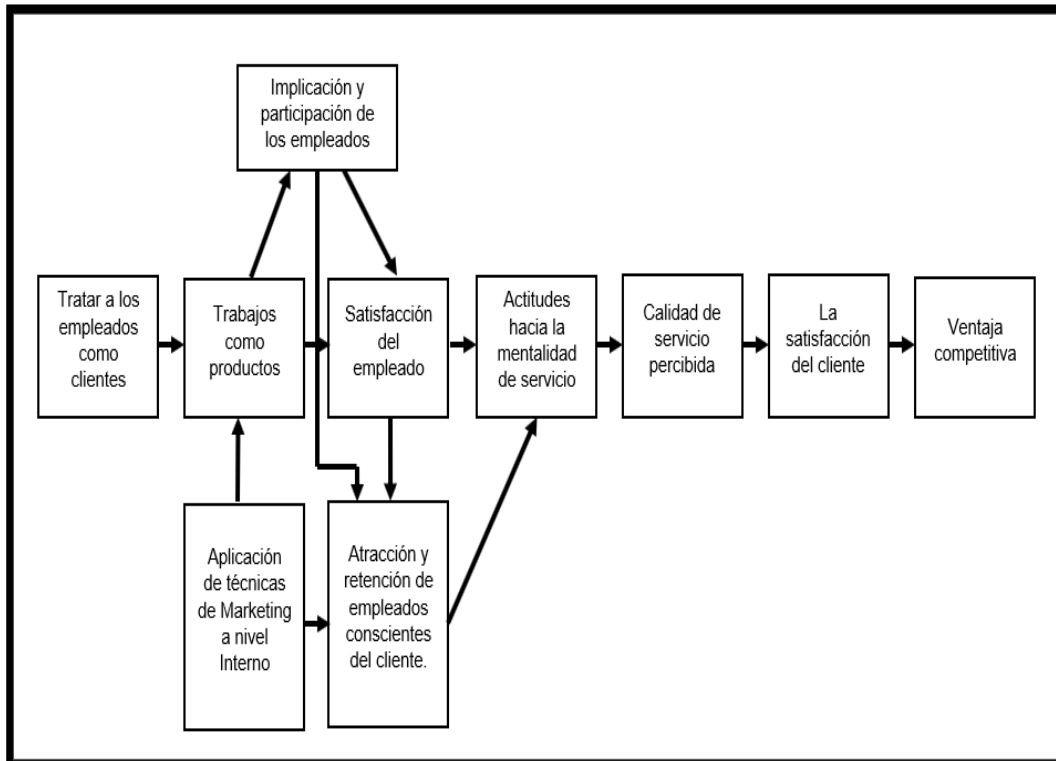 Implicación y
participación de
los empleados
Tratar a los
empleados
como
clientes
Trabajos
como
productos
Satisfacción
del
empleado
Actitudes
hacia la
mentalidad
de servicio
Calidad de
servicio
percibida
La
satisfacción
del cliente
Ventaja
competitiva
Aplicación
de técnicas
de Marketing
a nivel
Interno
Atracción y
retención de
empleados
conscientes
del cliente.